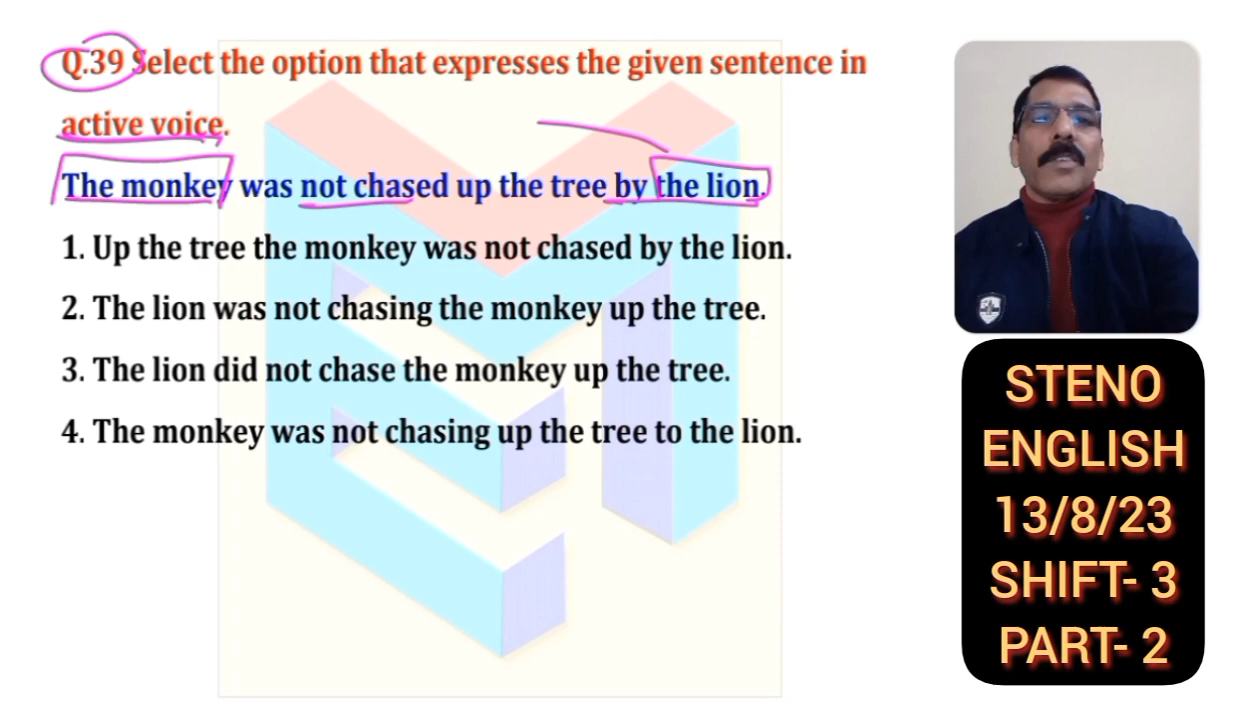 Q.39 Select the option that expresses the given sentence in
active voice.
The monkey was not chased up the tree by the lion.
1. Up the tree the monkey was not chased by the lion.
2. The lion was not chasing the monkey up the tree.
3. The lion did not chase the monkey up the tree.
4. The monkey was not chasing up the tree to the lion.
STENO
ENGLISH
13/8/23
SHIFT- 3
PART- 2